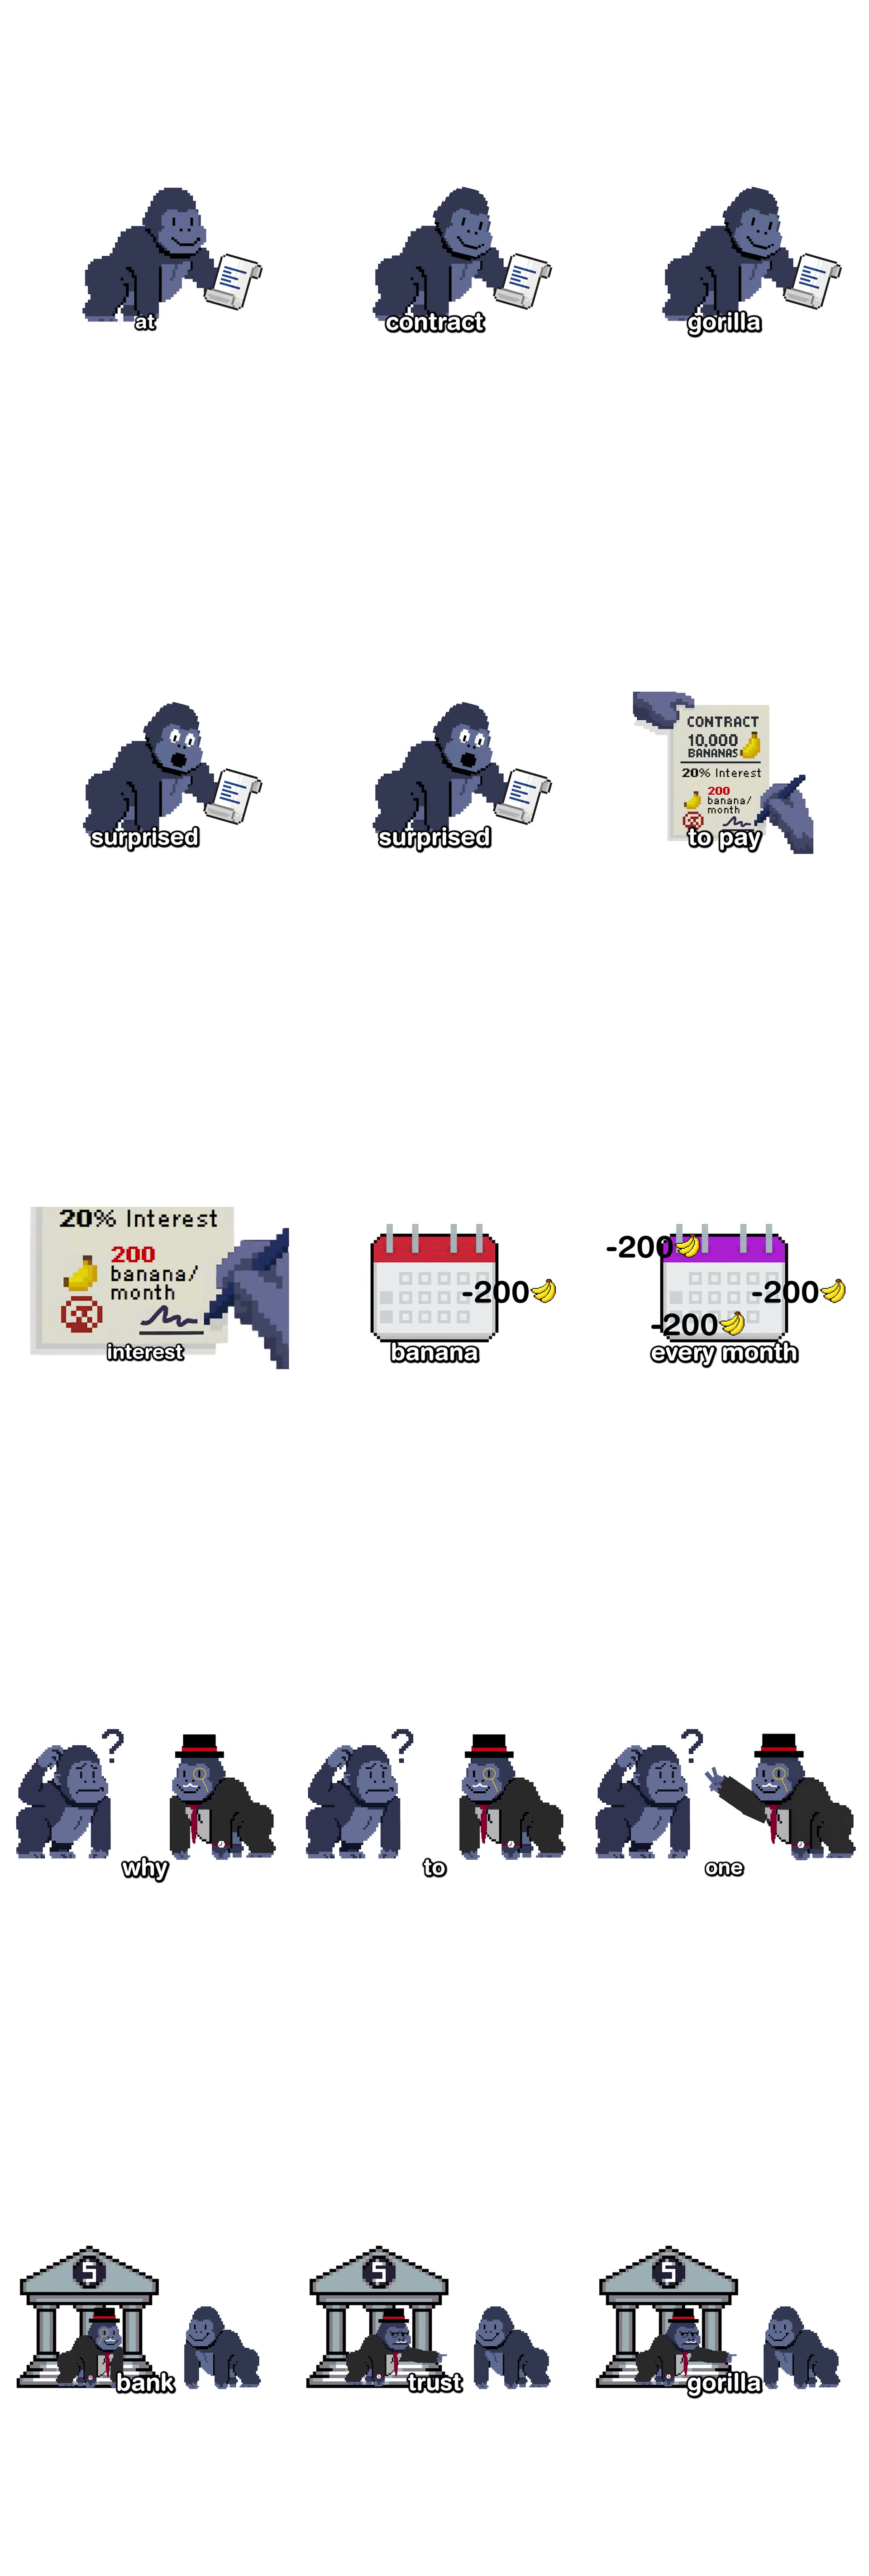 at
contract
gorilla
surprised
surprised
CONTRACT
10,000
BANANAS
20% Interest
200
banana/
month
to pay
20% Interest
200
banana/
month
interest
-200
banana
-200
-200
-200
every month
?
why
?
to
?
one
$
bank
$
trust
$
gorilla